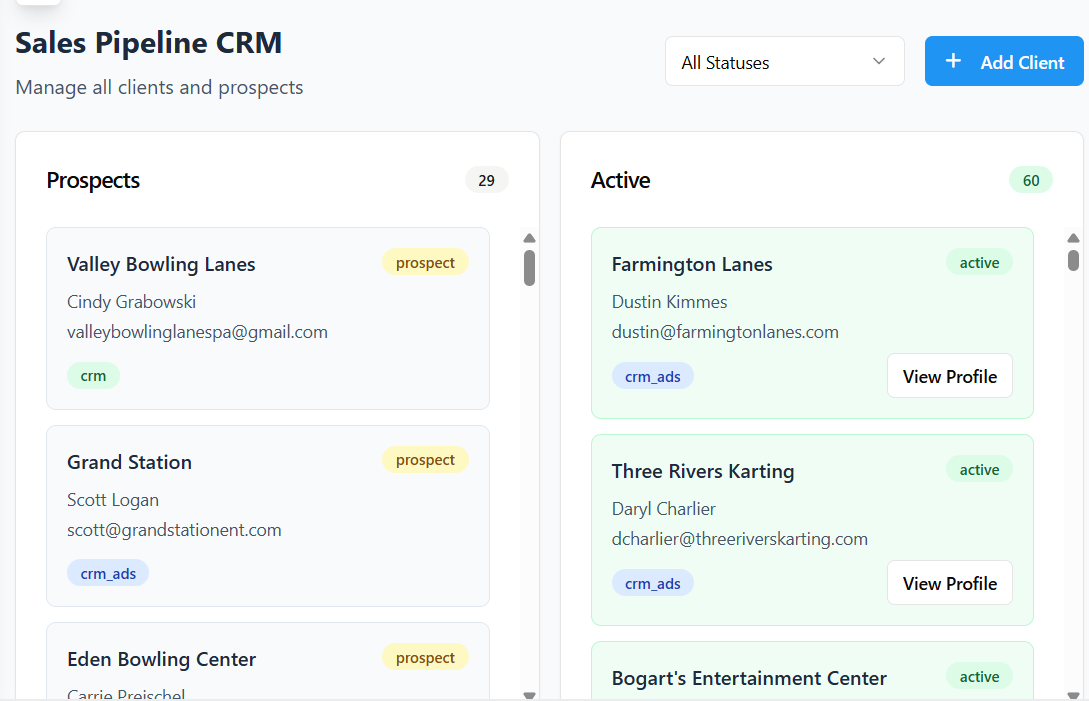 Sales Pipeline CRM
Manage all clients and prospects
All Statuses
+ Add Client
Prospects
29
Valley Bowling Lanes
prospect
Cindy Grabowski
valleybowlinglanespa@gmail.com
crm
Grand Station
prospect
Scott Logan
scott@grandstationent.com
crm_ads
Eden Bowling Center
prospect
Carrie Preischel
Active
60
Farmington Lanes
active
Dustin Kimmes
dustin@farmingtonlanes.com
crm_ads
View Profile
Three Rivers Karting
active
Daryl Charlier
dcharlier@threeriverskarting.com
crm_ads
View Profile
Bogart's Entertainment Center
active